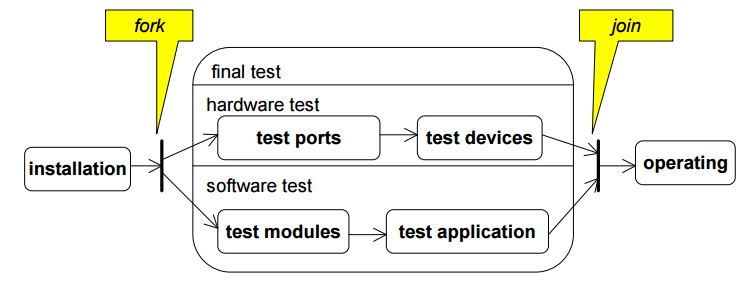 fork
join
final test
hardware test
test ports
test devices
installation
operating
software test
test modules
test application